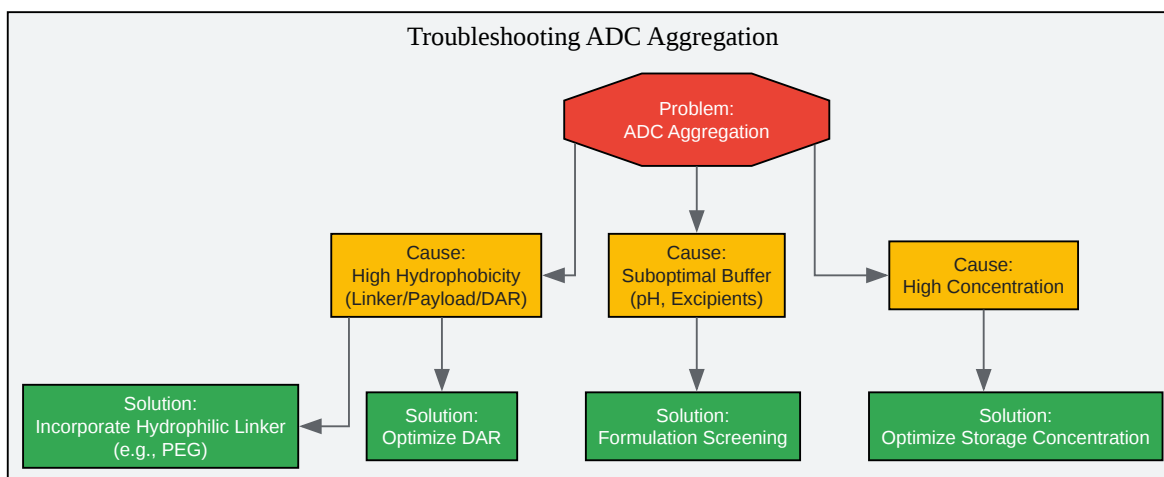 Troubleshooting ADC Aggregation
Problem:
ADC Aggregation
Cause:
High Hydrophobicity
(Linker/Payload/DAR)
Cause:
Suboptimal Buffer
(pH, Excipients)
Cause:
High Concentration
Solution:
Incorporate Hydrophilic Linker
(e.g., PEG)
Solution:
Optimize DAR
Solution:
Formulation Screening
Solution:
Optimize Storage Concentration